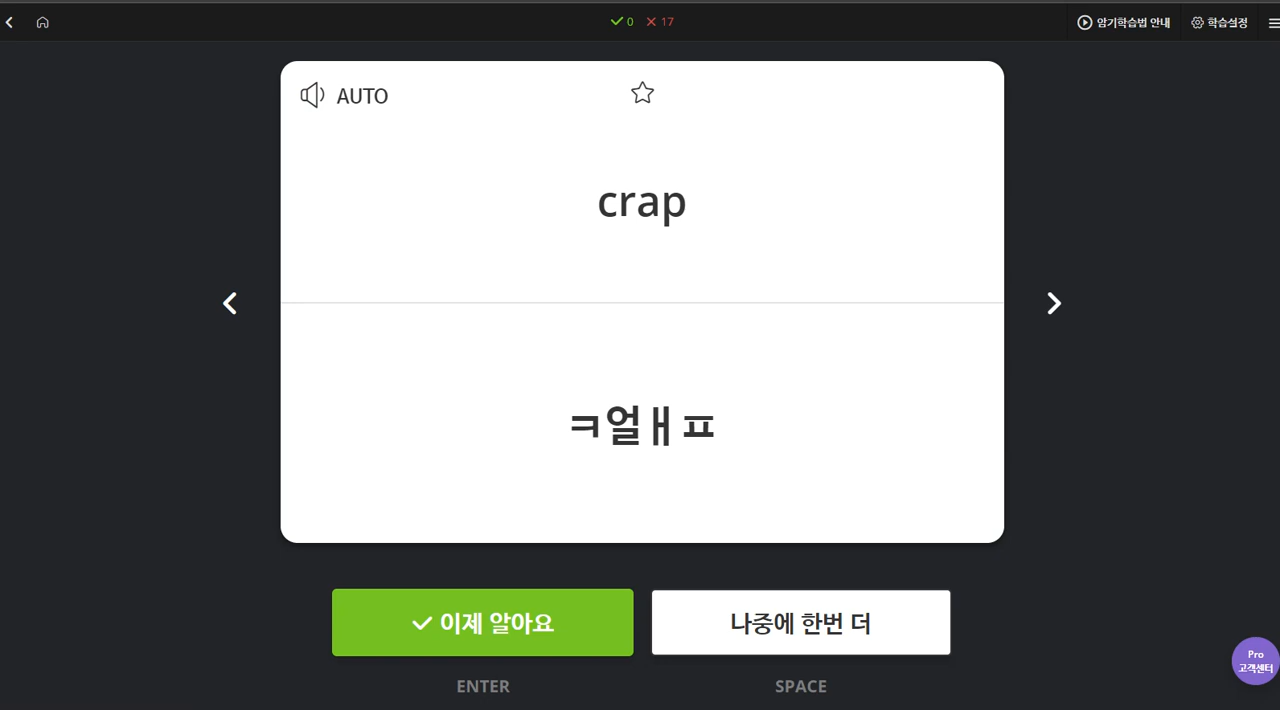 0 17 암기학습법 안내 학습설정
AUTO
crap
ㅋ얼ㅐㅍ
이제 알아요 나중에 한번 더
ENTER SPACE
Pro
고객센터